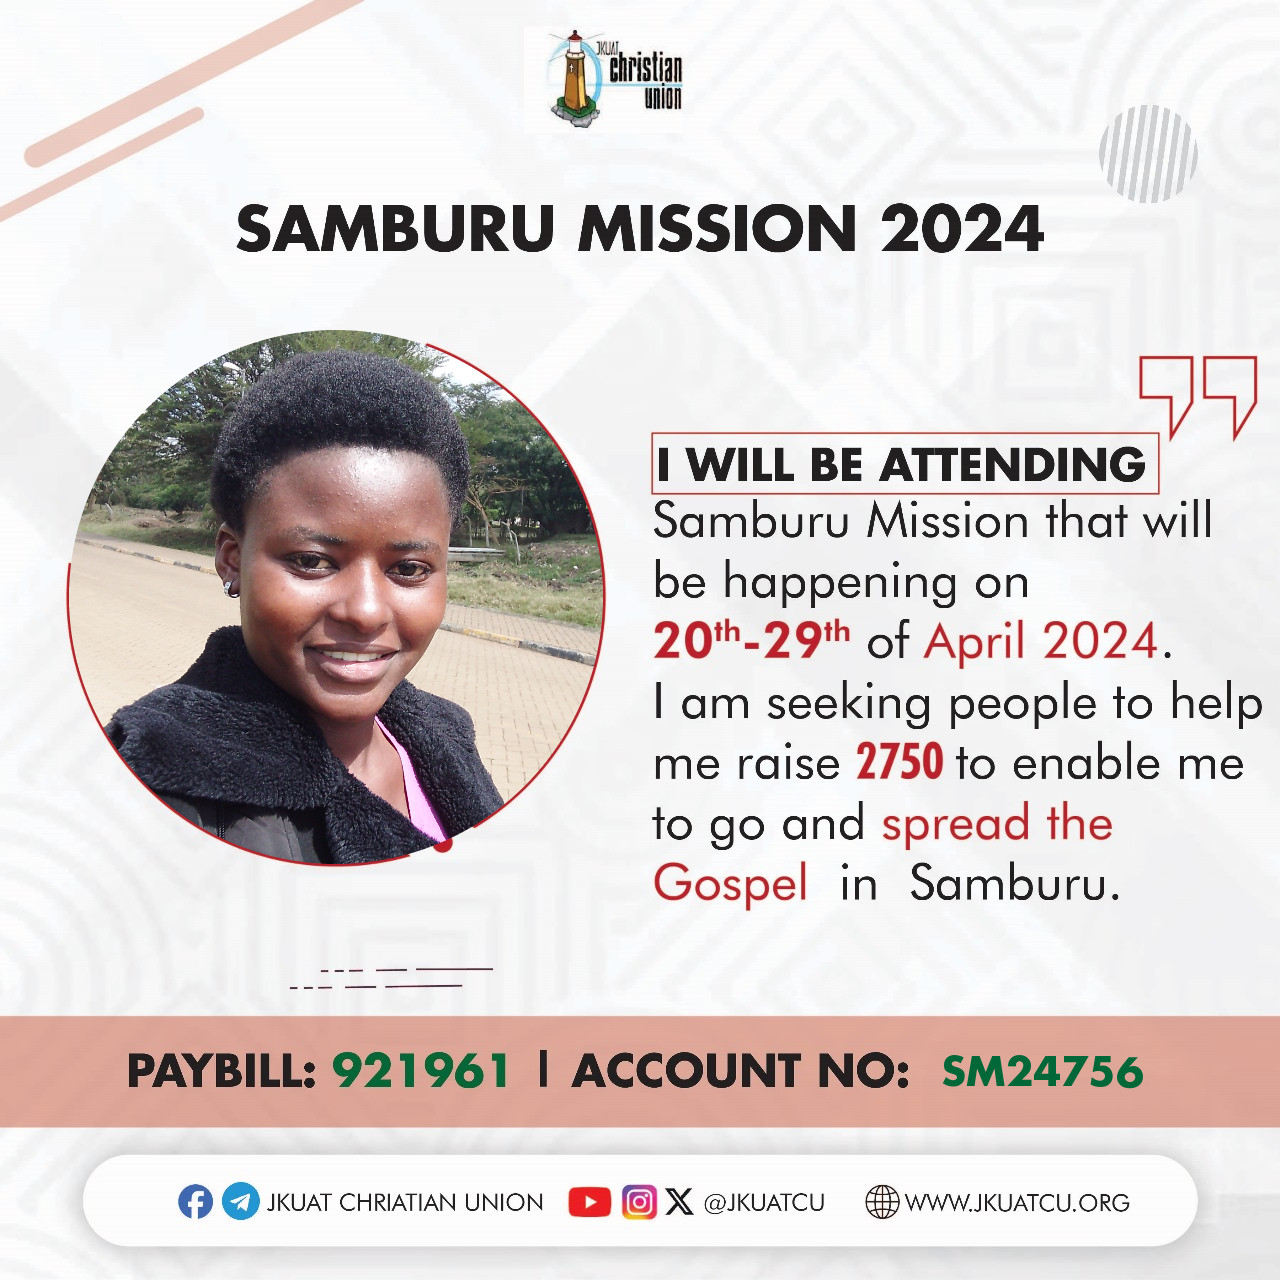 JKUAT
christian
union
SAMBURU MISSION 2024
I WILL BE ATTENDING
Samburu Mission that will
be happening on
20th-29th of April 2024.
I am seeking people to help
me raise 2750 to enable me
to go and spread the
Gospel in Samburu.
PAYBILL: 921961 | ACCOUNT NO: SM24756
JKUAT CHRIATIAN UNION @JKUATCU WWW.JKUATCU.ORG